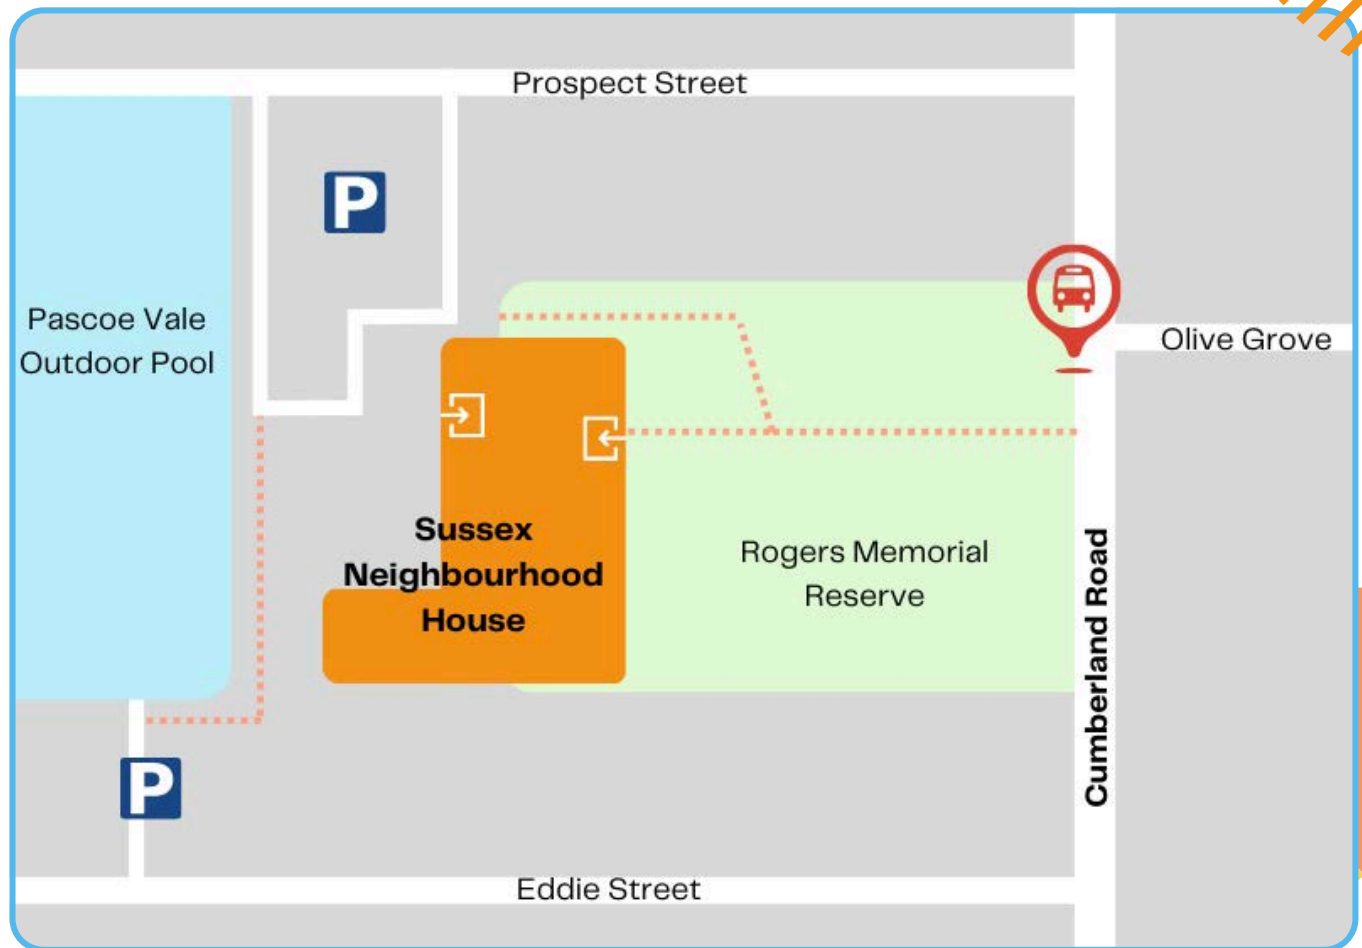 Prospect Street
P
Pascoe Vale
Outdoor Pool
Olive Grove
Sussex
Neighbourhood
House
Rogers Memorial
Reserve
Cumberland Road
P
Eddie Street